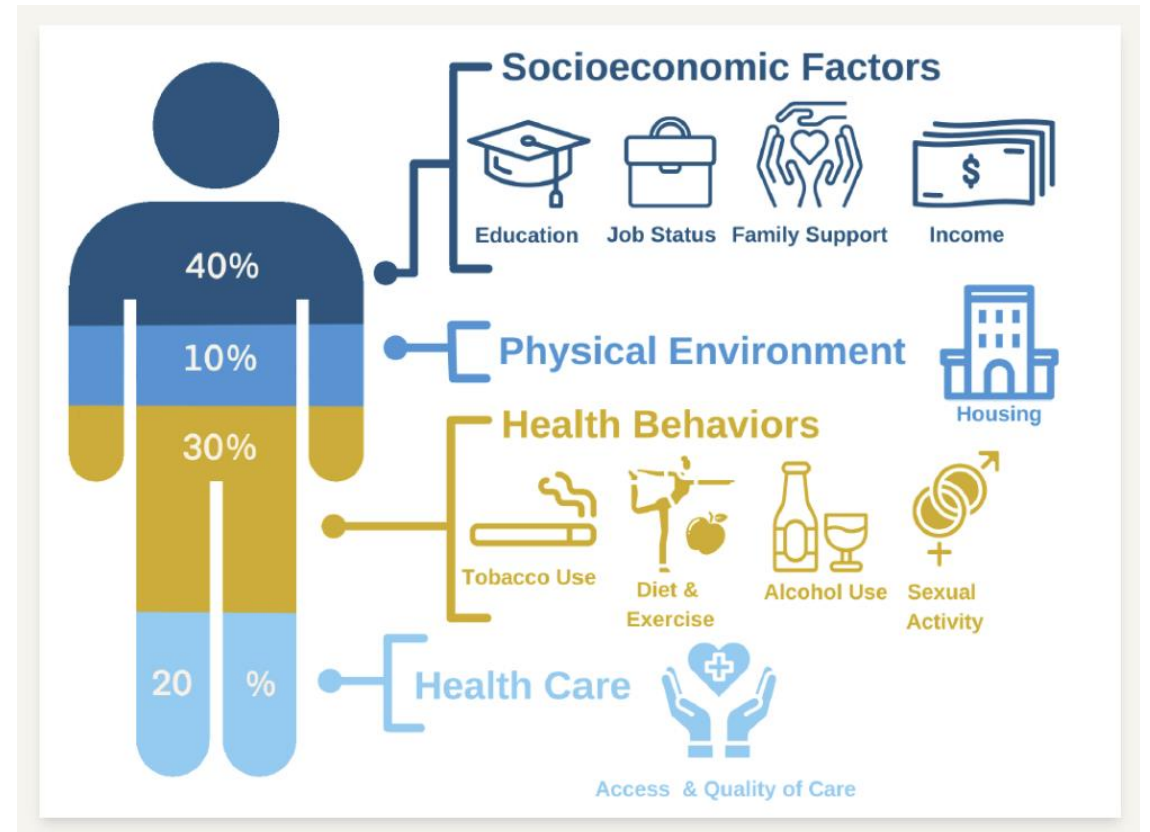 Socioeconomic Factors
$
Education Job Status Family Support Income
40%
10%
Physical Environment
Housing
30%
Health Behaviors
Tobacco Use
Diet &
Exercise
Alcohol Use
Sexual
Activity
20 %
Health Care
Access & Quality of Care